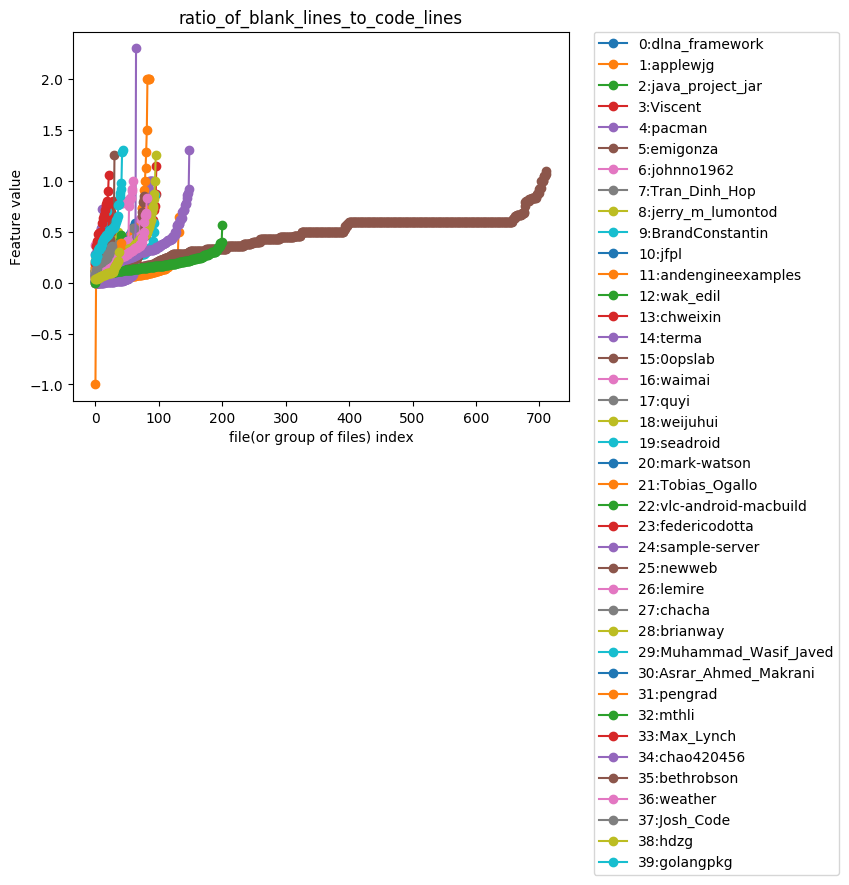 ratio_of_blank_lines_to_code_lines
Feature value
2.0
1.5
1.0
0.5
0.0
−0.5
−1.0
0 100 200 300 400 500 600 700
file(or group of files) index
0:dlna_framework
1:applewjg
2:java_project_jar
3:Viscent
4:pacman
5:emigonza
6:johnno1962
7:Tran_Dinh_Hop
8:jerry_m_lumontod
9:BrandConstantin
10:jfpl
11:andengineexamples
12:wak_edil
13:chweixin
14:terma
15:0opslab
16:waimai
17:quyi
18:weijuhui
19:seadroid
20:mark-watson
21:Tobias_Ogallo
22:vlc-android-macbuild
23:federicodotta
24:sample-server
25:newweb
26:lemire
27:chacha
28:brianway
29:Muhammad_Wasif_Javed
30:Asrar_Ahmed_Makrani
31:pengrad
32:mthli
33:Max_Lynch
34:chao420456
35:bethrobson
36:weather
37:Josh_Code
38:hdzg
39:golangpkg